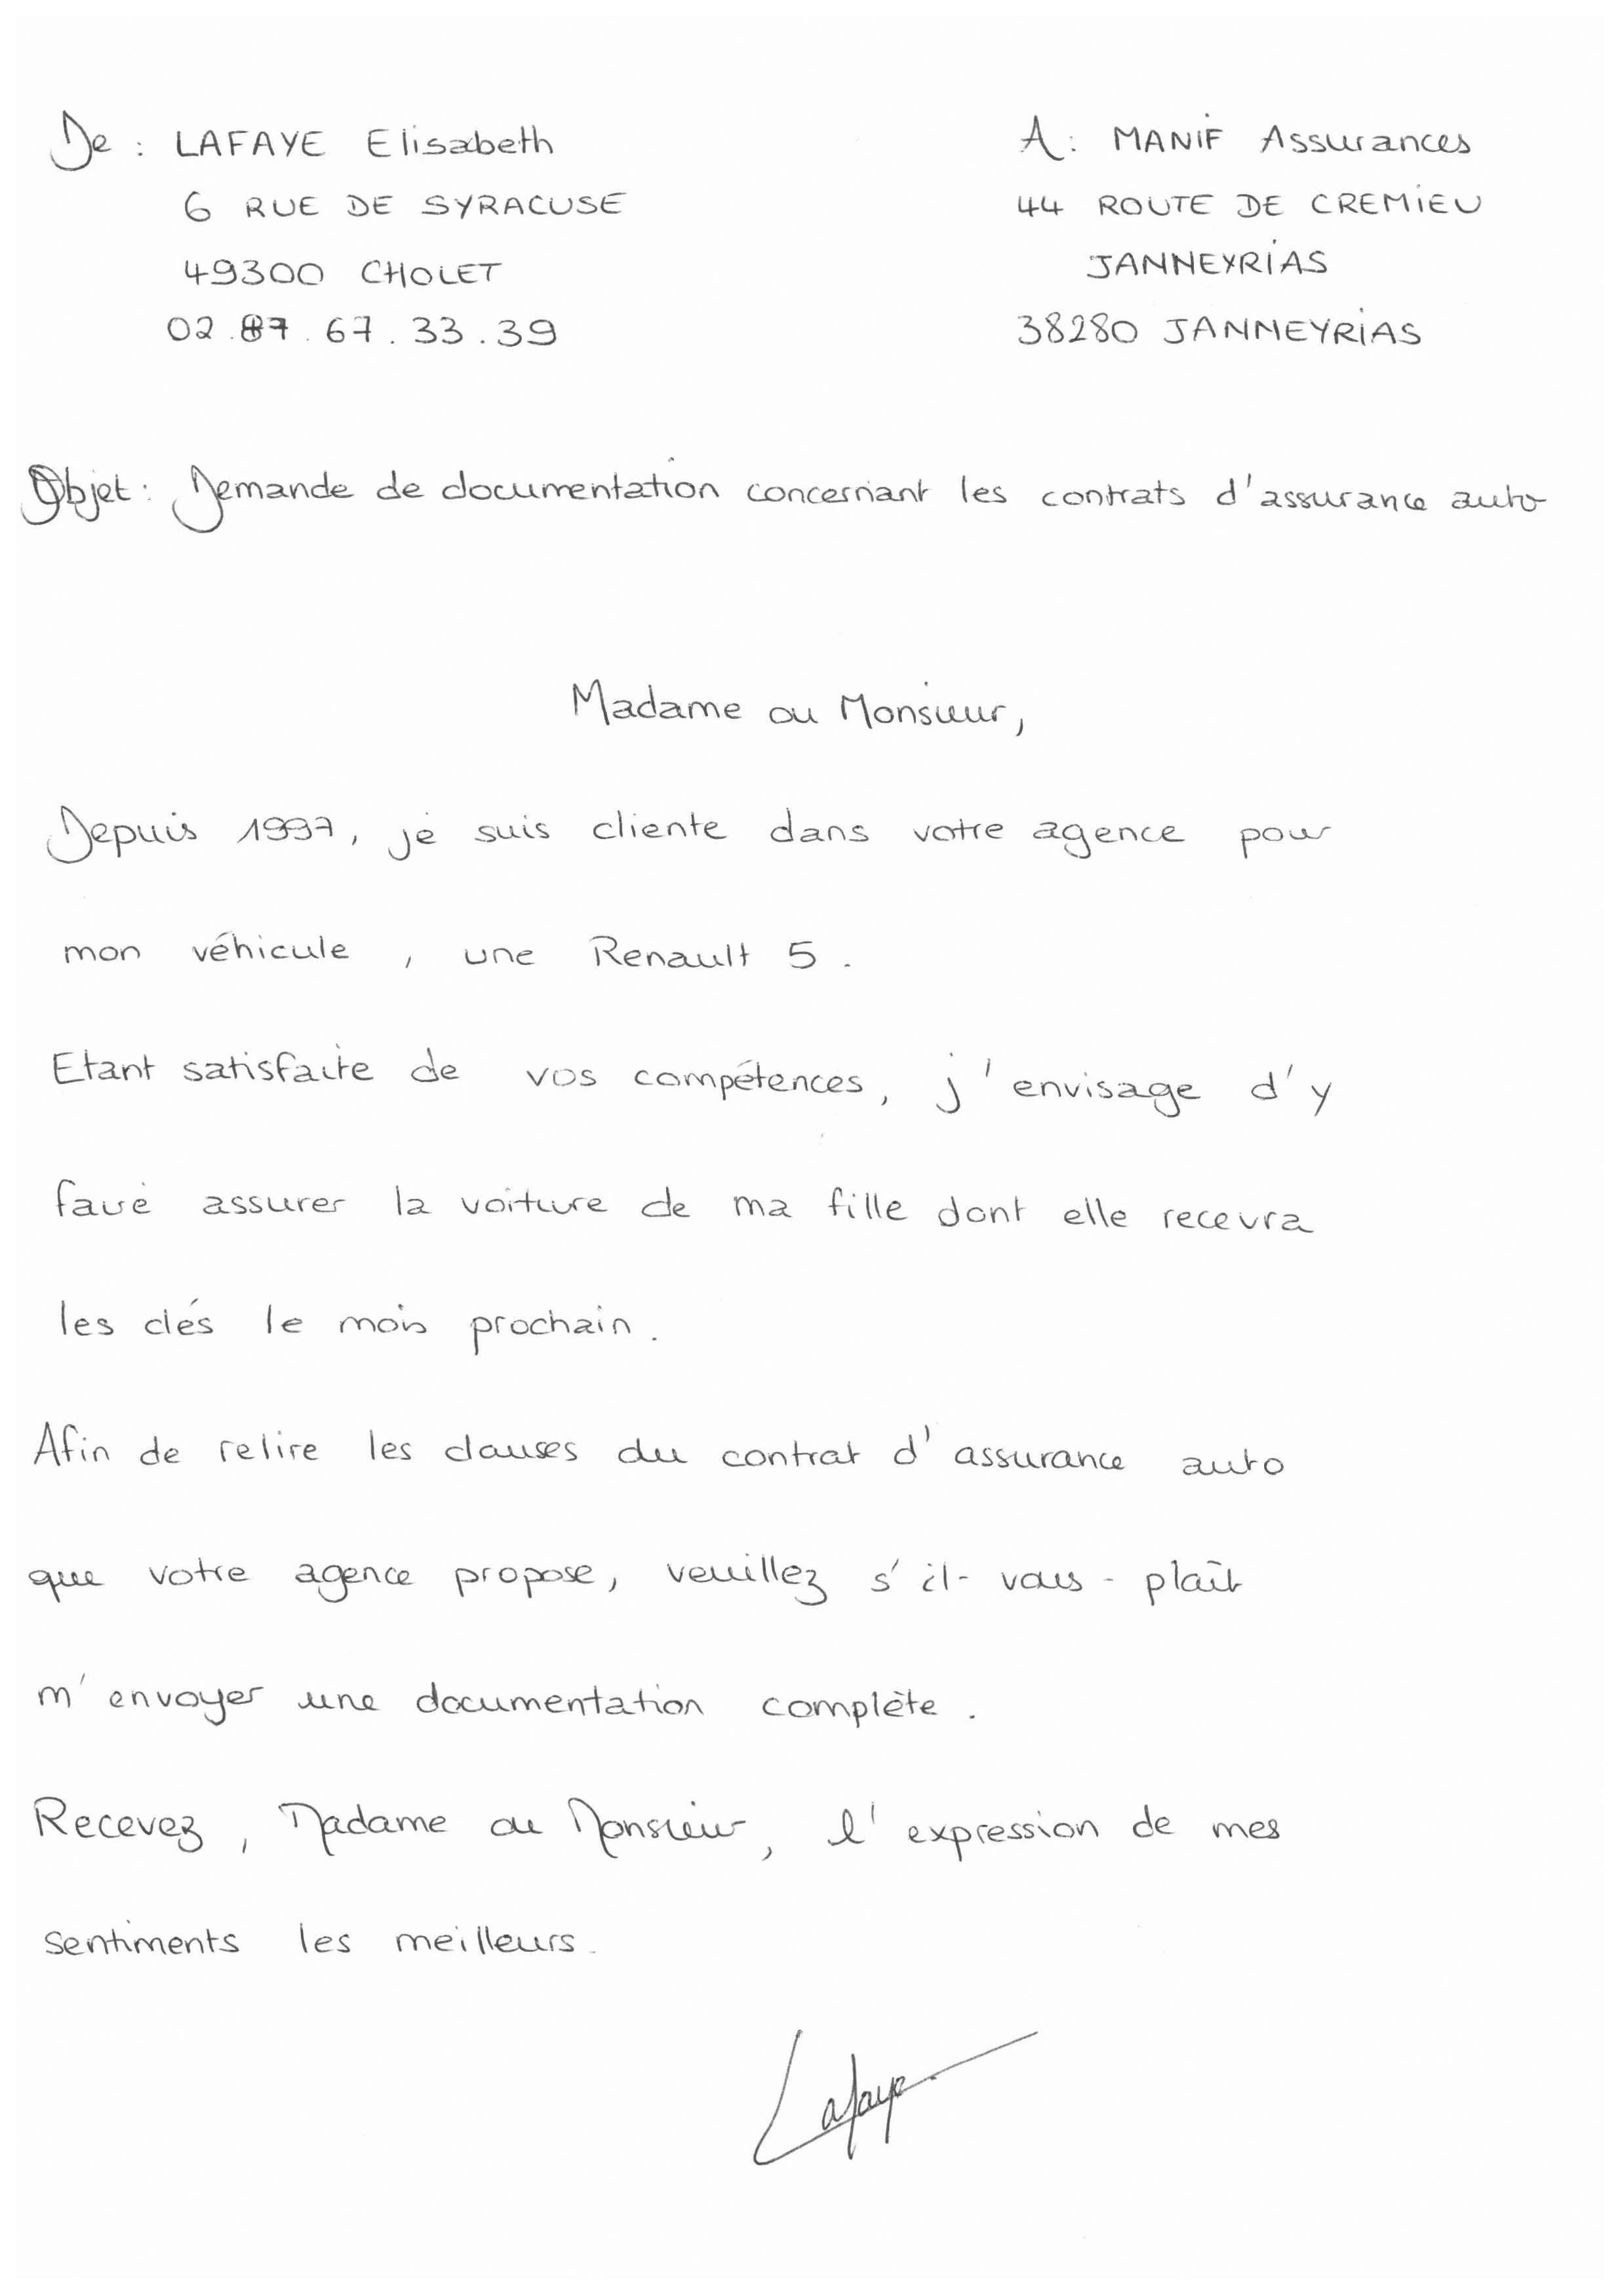 De : LAFAYE Elisabeth
6 RUE DE SYRACUSE
49300 CHOLET
02.87.67.33.39
A : MANIF Assurances
44 ROUTE DE CREMIEU
JANNEYRIAS
38280 JANNEYRIAS
Objet : Demande de documentation concernant les contrats d'assurance auto
Madame ou Monsieur,
Depuis 1997, je suis cliente dans votre agence pour
mon véhicule, une Renault 5.
Etant satisfaite de vos compétences, j'envisage d'y
faire assurer la voiture de ma fille dont elle recevra
les clés le mois prochain.
Afin de relire les clauses du contrat d'assurance auto
que votre agence propose, veuillez s'il-vous-plaît
m'envoyer une documentation complète.
Recevez, Madame ou Monsieur, l'expression de mes
sentiments les meilleurs.
Lafaye